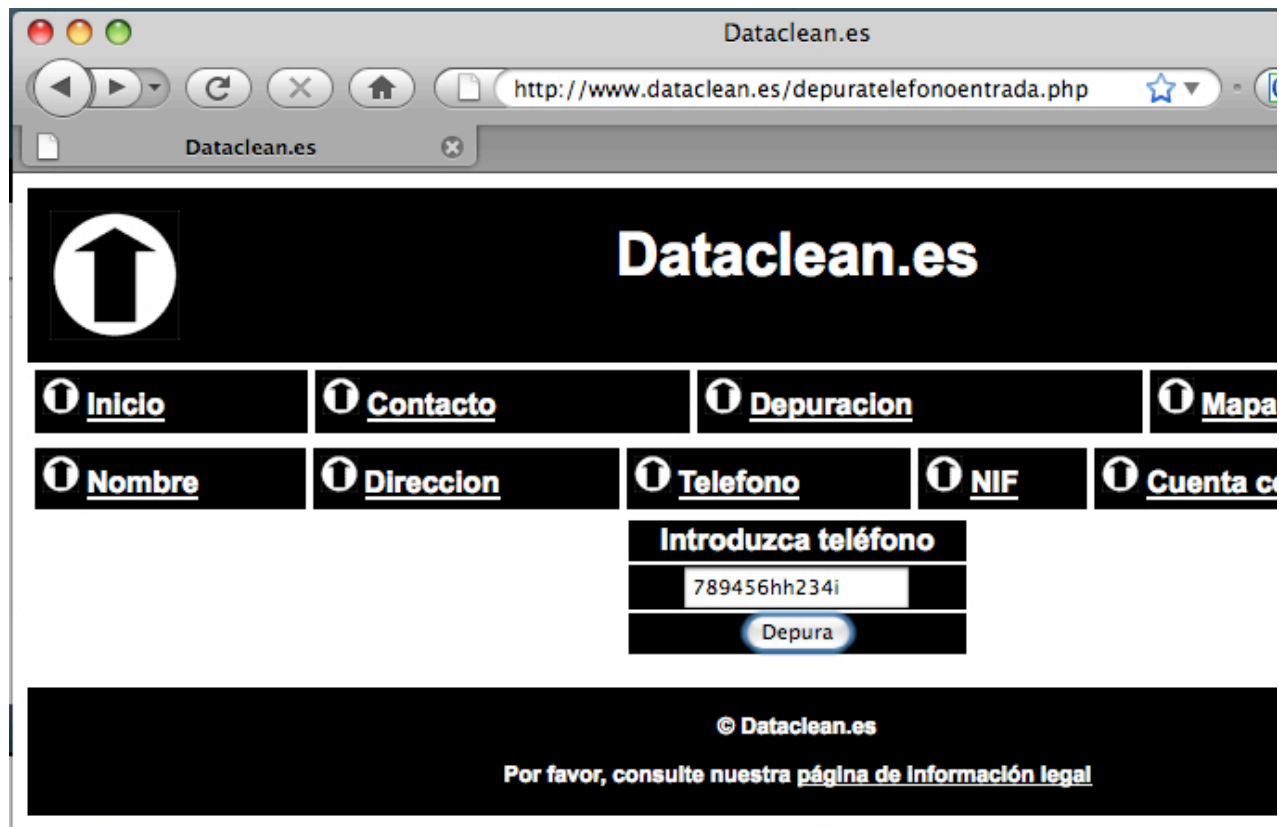 Dataclean.es
http://www.dataclean.es/depuratelefonoentrada.php
Dataclean.es
Dataclean.es
Inicio Contacto Depuracion Mapa
Nombre Direccion Telefono NIF Cuenta
Introduzca teléfono
789456hh234i
Depura
© Dataclean.es
Por favor, consulte nuestra página de información legal